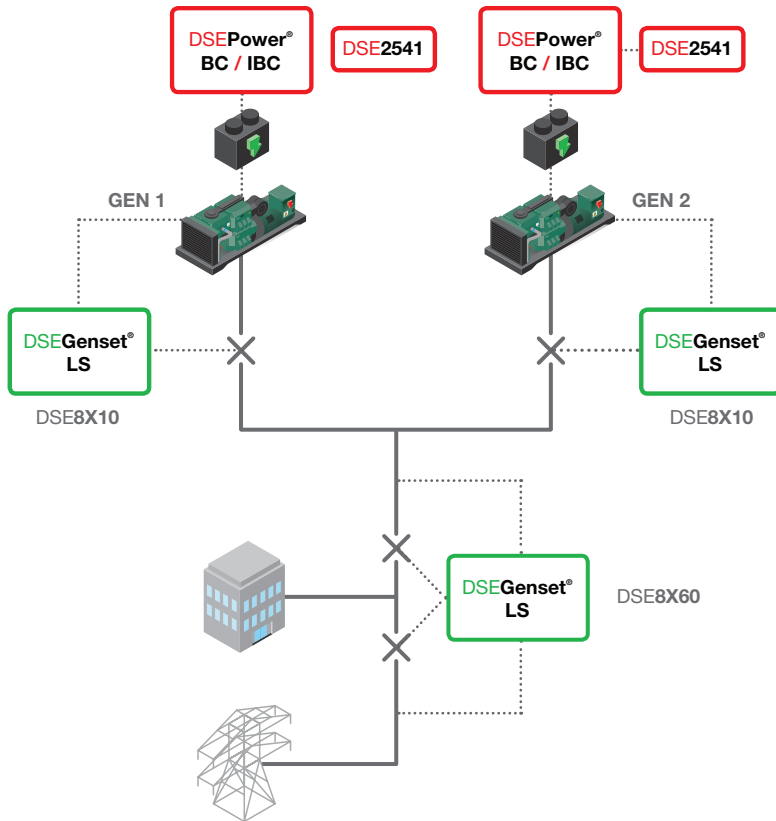 DSEPower®
BC / IBC
DSE2541
DSEPower®
BC / IBC
DSE2541
GEN 1
GEN 2
DSEGenset®
LS
DSE8X10
DSEGenset®
LS
DSE8X10
DSEGenset®
LS
DSE8X60